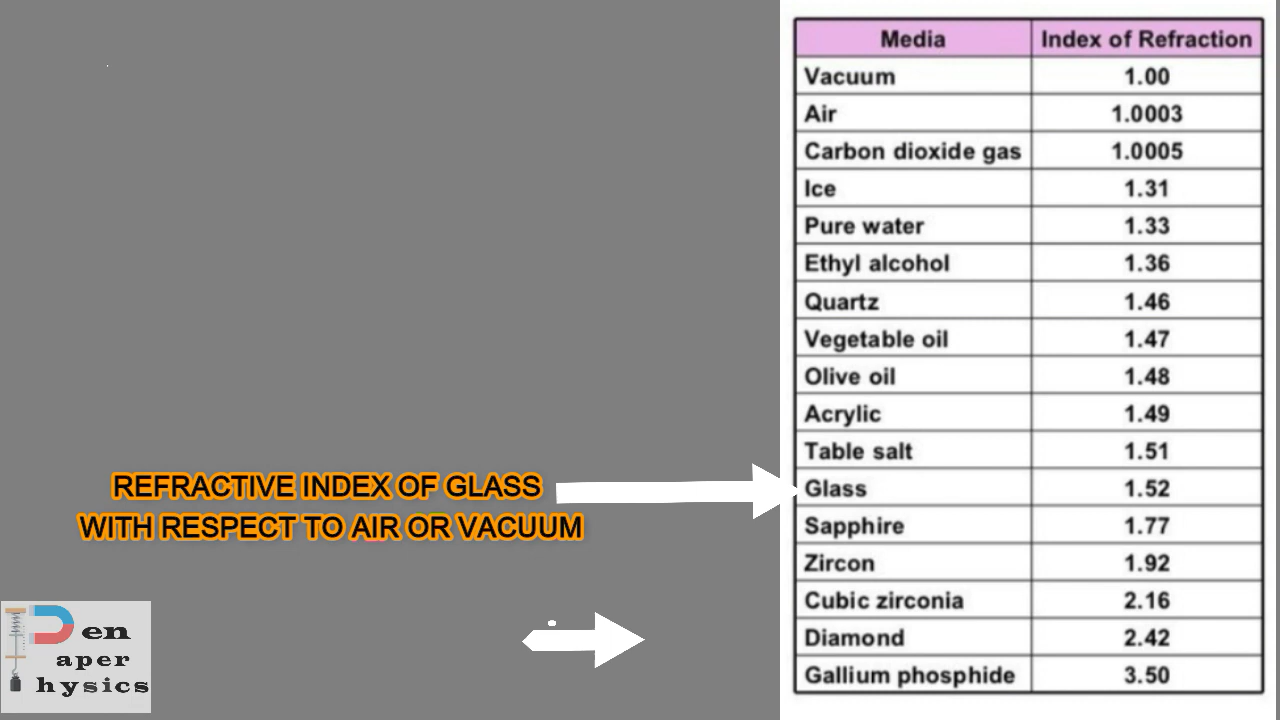 Media Index of Refraction
Vacuum 1.00
Air 1.0003
Carbon dioxide gas 1.0005
Ice 1.31
Pure water 1.33
Ethyl alcohol 1.36
Quartz 1.46
Vegetable oil 1.47
Olive oil 1.48
Acrylic 1.49
Table salt 1.51
Glass 1.52
Sapphire 1.77
Zircon 1.92
Cubic zirconia 2.16
Diamond 2.42
Gallium phosphide 3.50
REFRACTIVE INDEX OF GLASS
WITH RESPECT TO AIR OR VACUUM
Pen
aper
hysics